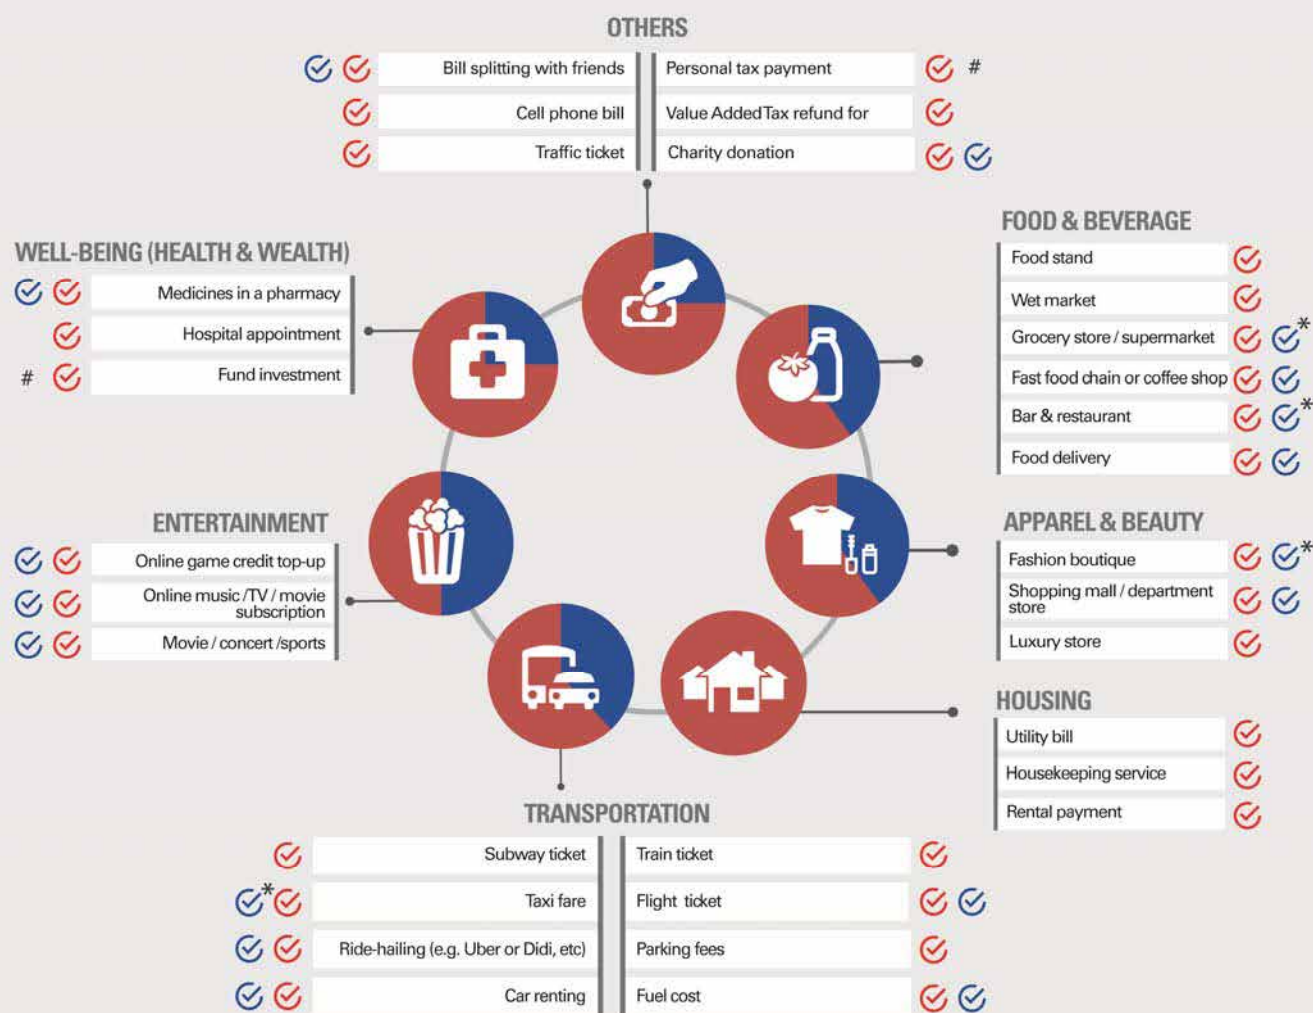 OTHERS
Bill splitting with friends
Personal tax payment
#
Cell phone bill
Value Added Tax refund for
Traffic ticket
Charity donation
WELL-BEING (HEALTH & WEALTH)
Medicines in a pharmacy
Hospital appointment
# Fund investment
FOOD & BEVERAGE
Food stand
Wet market
Grocery store / supermarket
*
Fast food chain or coffee shop
Bar & restaurant
*
Food delivery
ENTERTAINMENT
Online game credit top-up
Online music /TV / movie
subscription
Movie / concert /sports
APPAREL & BEAUTY
Fashion boutique
*
Shopping mall / department
store
Luxury store
HOUSING
Utility bill
Housekeeping service
Rental payment
TRANSPORTATION
Subway ticket
Train ticket
*
Taxi fare
Flight ticket
Ride-hailing (e.g. Uber or Didi, etc)
Parking fees
Car renting
Fuel cost